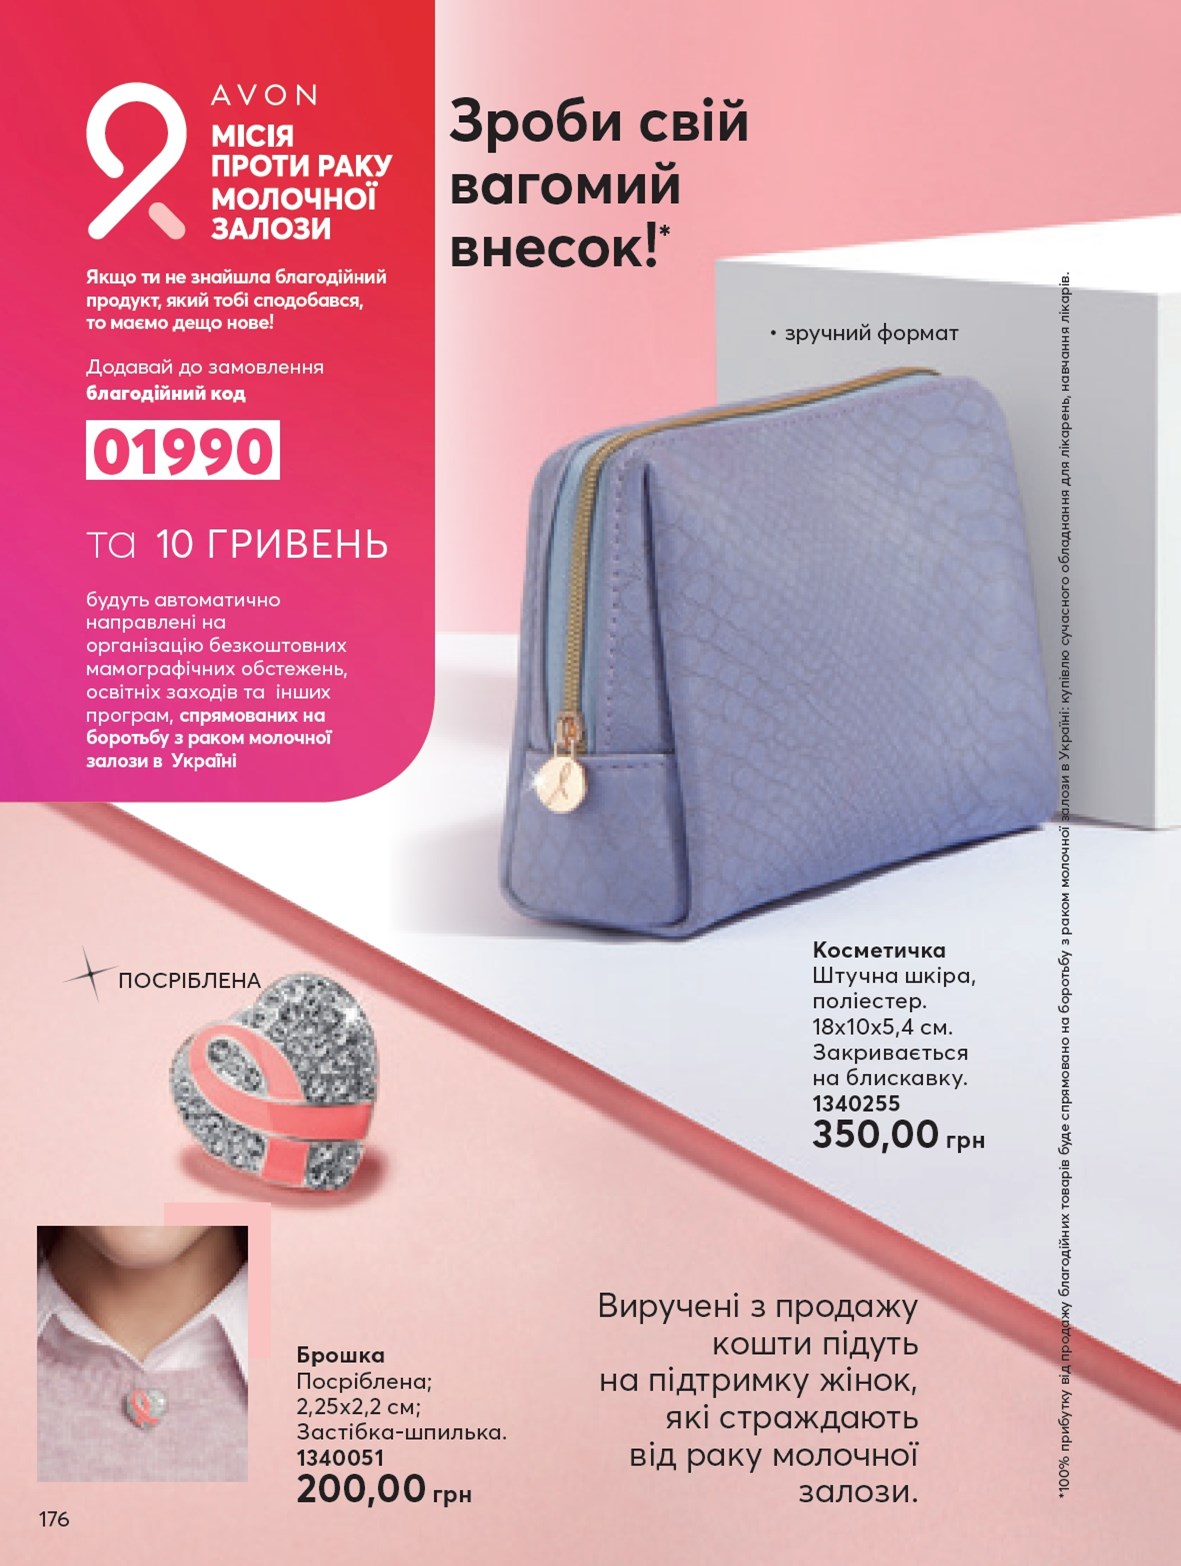 AVON
МІСІЯ
ПРОТИ РАКУ
МОЛОЧНОЇ
ЗАЛОЗИ
Якщо ти не знайшла благодійний
продукт, який тобі сподобався,
то маємо дещо нове!
Додавай до замовлення
благодійний код
01990
та 10 ГРИВЕНЬ
будуть автоматично
направлені на
організацію безкоштовних
мамографічних обстежень,
освітніх заходів та інших
програм, спрямованих на
боротьбу з раком молочної
залози в Україні
Зроби свій
вагомий
внесок!*
• зручний формат
Косметичка
Штучна шкіра,
поліестер.
18х10х5,4 см.
Закривається
на блискавку.
1340255
350,00 грн
ПОСРІБЛЕНА
Брошка
Посріблена;
2,25х2,2 см;
Застібка-шпилька.
1340051
200,00 грн
Виручені з продажу
кошти підуть
на підтримку жінок,
які страждають
від раку молочної
залози.
*100% прибутку від продажу благодійних товарів буде спрямовано на боротьбу з раком молочної залози в Україні: купівлю сучасного обладнання для лікарень, навчання лікарів.
176